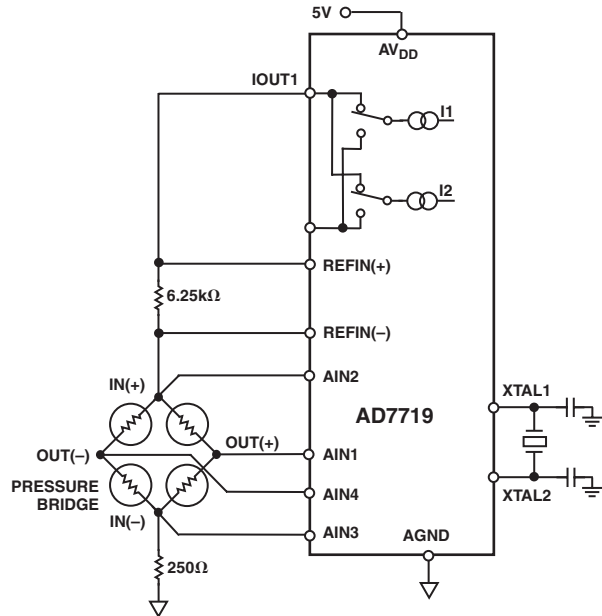 5V
AVDD
IOUT1
I1
I2
REFIN(+)
6.25kΩ
REFIN(–)
IN(+)
AIN2
XTAL1
AD7719
OUT(+)
AIN1
OUT(–)
PRESSURE
BRIDGE
AIN4
XTAL2
IN(–)
AIN3
AGND
250Ω